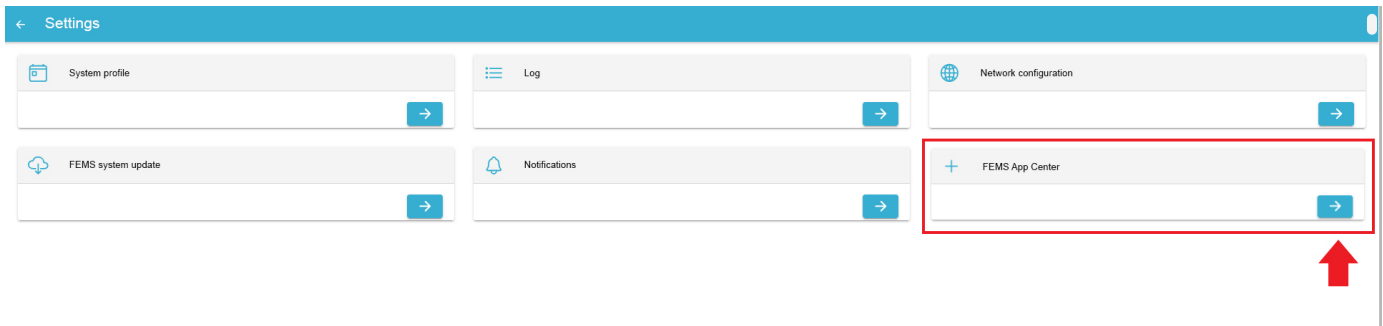 Settings
System profile
Log
Network configuration
FEMS system update
Notifications
FEMS App Center